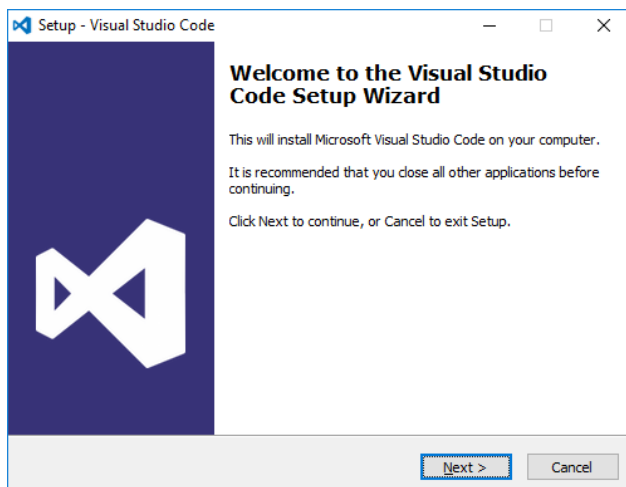 Setup - Visual Studio Code
Welcome to the Visual Studio
Code Setup Wizard
This will install Microsoft Visual Studio Code on your computer.
It is recommended that you close all other applications before
continuing.
Click Next to continue, or Cancel to exit Setup.
Next >
Cancel